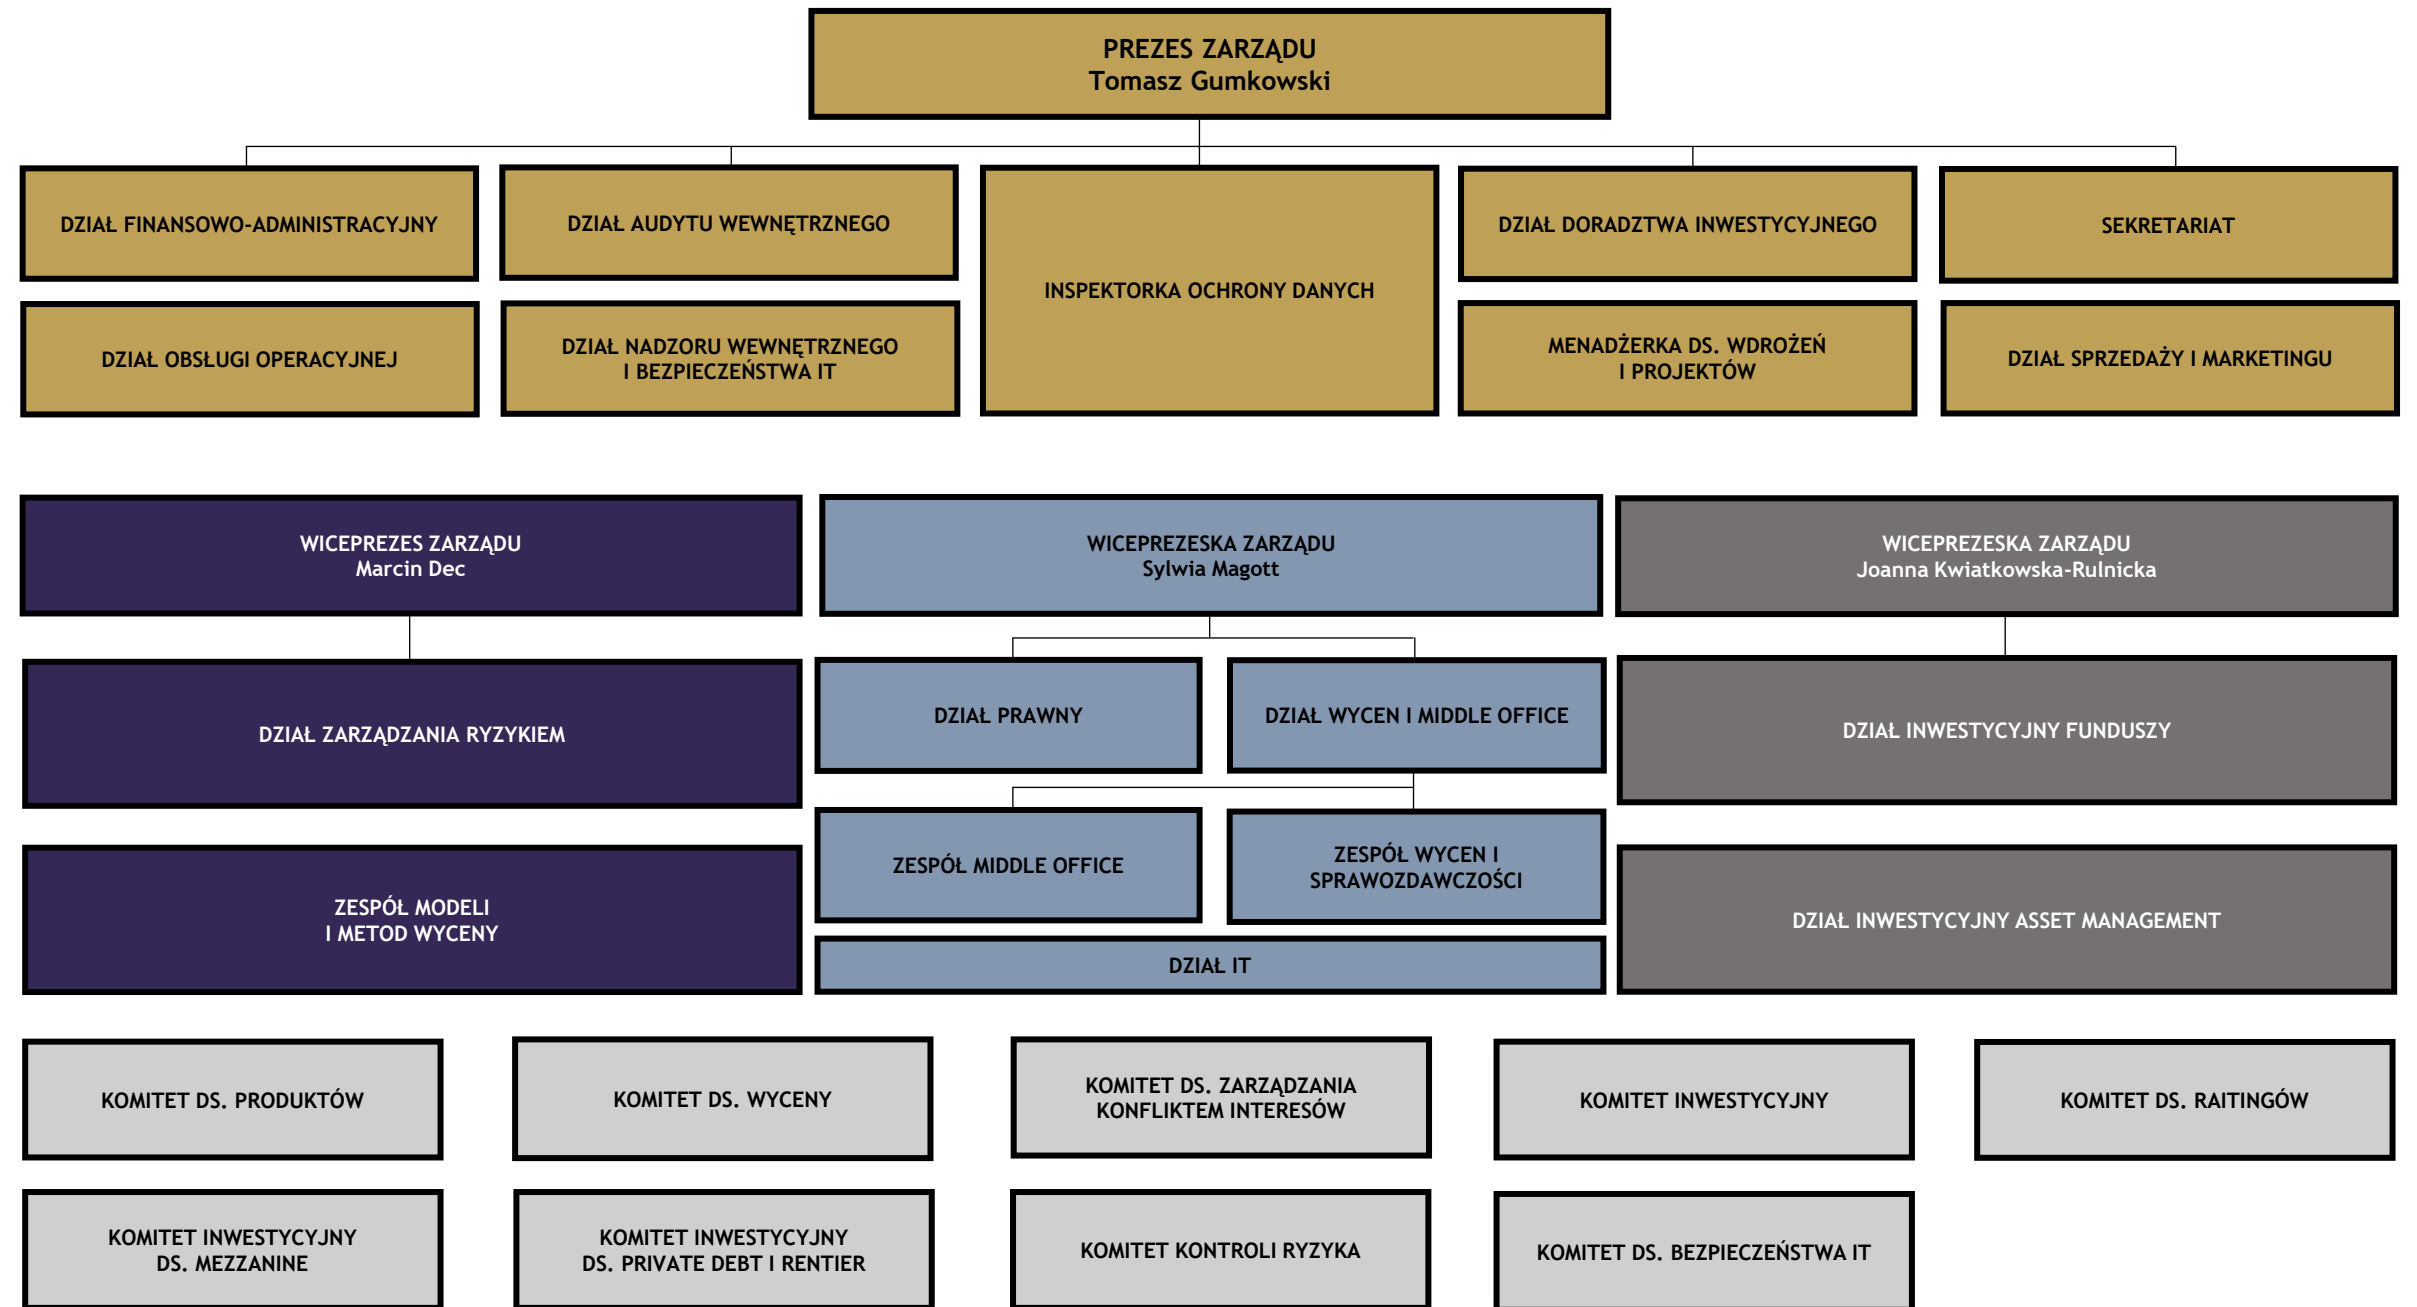 PREZES ZARZĄDU
Tomasz Gumkowski
DZIAŁ FINANSOWO-ADMINISTRACYJNY
DZIAŁ AUDYTU WEWNĘTRZNEGO
INSPEKTORKA OCHRONY DANYCH
DZIAŁ DORADZTWA INWESTYCYJNEGO
SEKRETARIAT
DZIAŁ OBSŁUGI OPERACYJNEJ
DZIAŁ NADZORU WEWNĘTRZNEGO
I BEZPIECZEŃSTWA IT
MENADŻERKA DS. WDROŻEŃ
I PROJEKTÓW
DZIAŁ SPRZEDAŻY I MARKETINGU
WICEPREZES ZARZĄDU
Marcin Dec
WICEPREZESKA ZARZĄDU
Sylwia Magott
WICEPREZESKA ZARZĄDU
Joanna Kwiatkowska-Rulnicka
DZIAŁ ZARZĄDZANIA RYZYKIEM
DZIAŁ PRAWNY
DZIAŁ WYCEN I MIDDLE OFFICE
DZIAŁ INWESTYCYJNY FUNDUSZY
ZESPÓŁ MODELI
I METOD WYCENY
ZESPÓŁ MIDDLE OFFICE
ZESPÓŁ WYCEN I
SPRAWOZDAWCZOŚCI
DZIAŁ INWESTYCYJNY ASSET MANAGEMENT
DZIAŁ IT
KOMITET DS. PRODUKTÓW
KOMITET DS. WYCENY
KOMITET DS. ZARZĄDZANIA
KONFLIKTEM INTERESÓW
KOMITET INWESTYCYJNY
KOMITET DS. RAITINGÓW
KOMITET INWESTYCYJNY
DS. MEZZANINE
KOMITET INWESTYCYJNY
DS. PRIVATE DEBT I RENTIER
KOMITET KONTROLI RYZYKA
KOMITET DS. BEZPIECZEŃSTWA IT